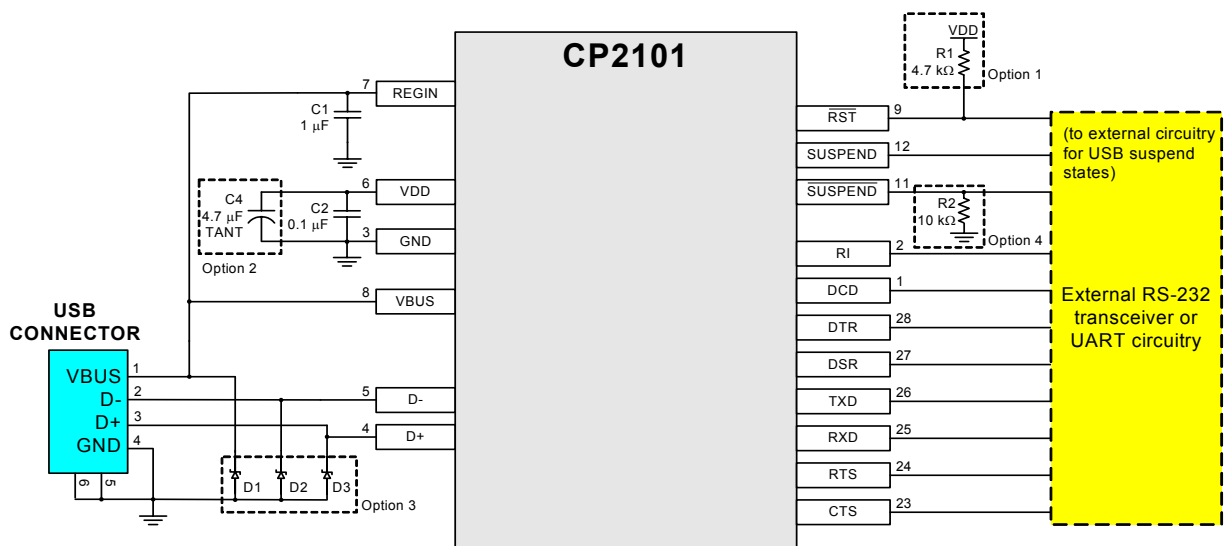 CP2101
7
REGIN
C1
1 μF
6
VDD
C4
4.7 μF
TANT
C2
0.1 μF
3
GND
Option 2
8
VBUS
USB
CONNECTOR
VBUS
1
D-
2
D+
3
GND
4
6
5
5
D-
4
D+
D1
D2
D3
Option 3
VDD
R1
4.7 kΩ
Option 1
RST
9
SUSPEND
12
SUSPEND
11
R2
10 kΩ
Option 4
RI
2
DCD
1
DTR
28
DSR
27
TXD
26
RXD
25
RTS
24
CTS
23
(to external circuitry
for USB suspend
states)
External RS-232
transceiver or
UART circuitry